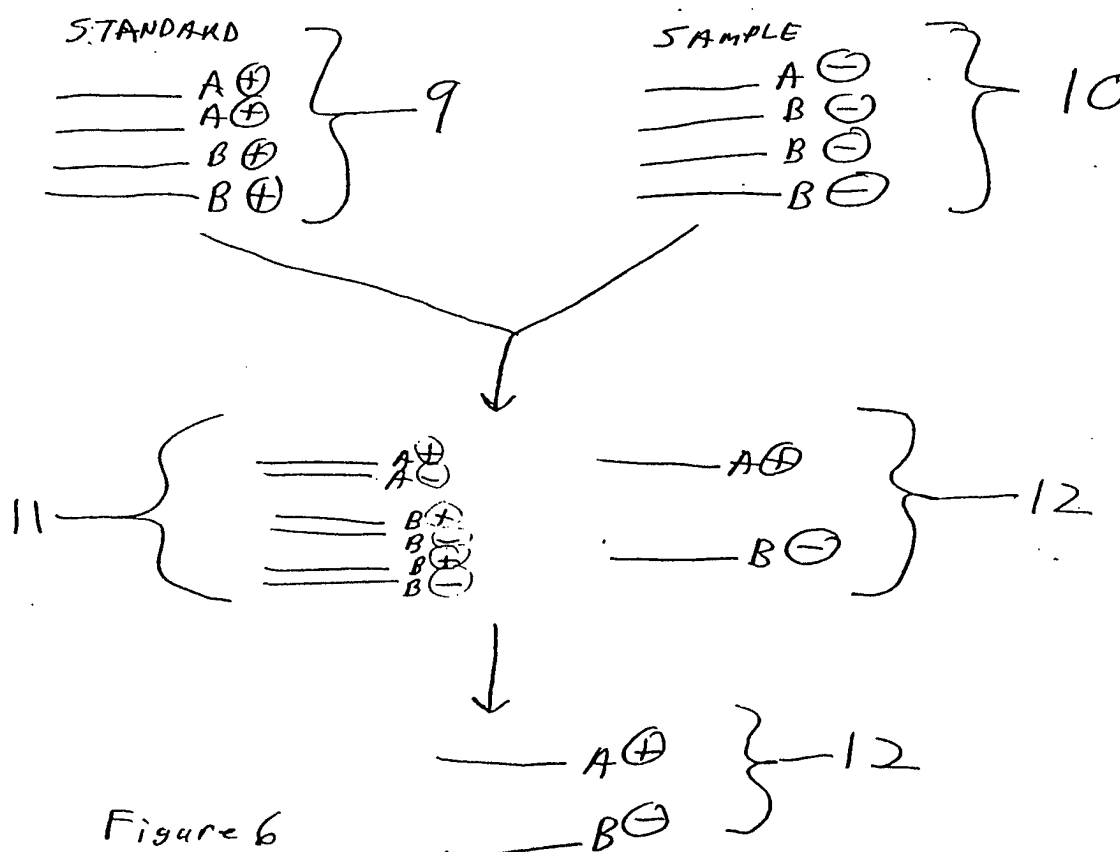 STANDARD
A ⊕
A ⊕
B ⊕
B ⊕
9
SAMPLE
A ⊖
B ⊖
B ⊖
B ⊖
10
11
A ⊕
A ⊖
B ⊕
B ⊖
B ⊕
B ⊖
A ⊕
B ⊖
12
A ⊕
B ⊖
12
Figure 6